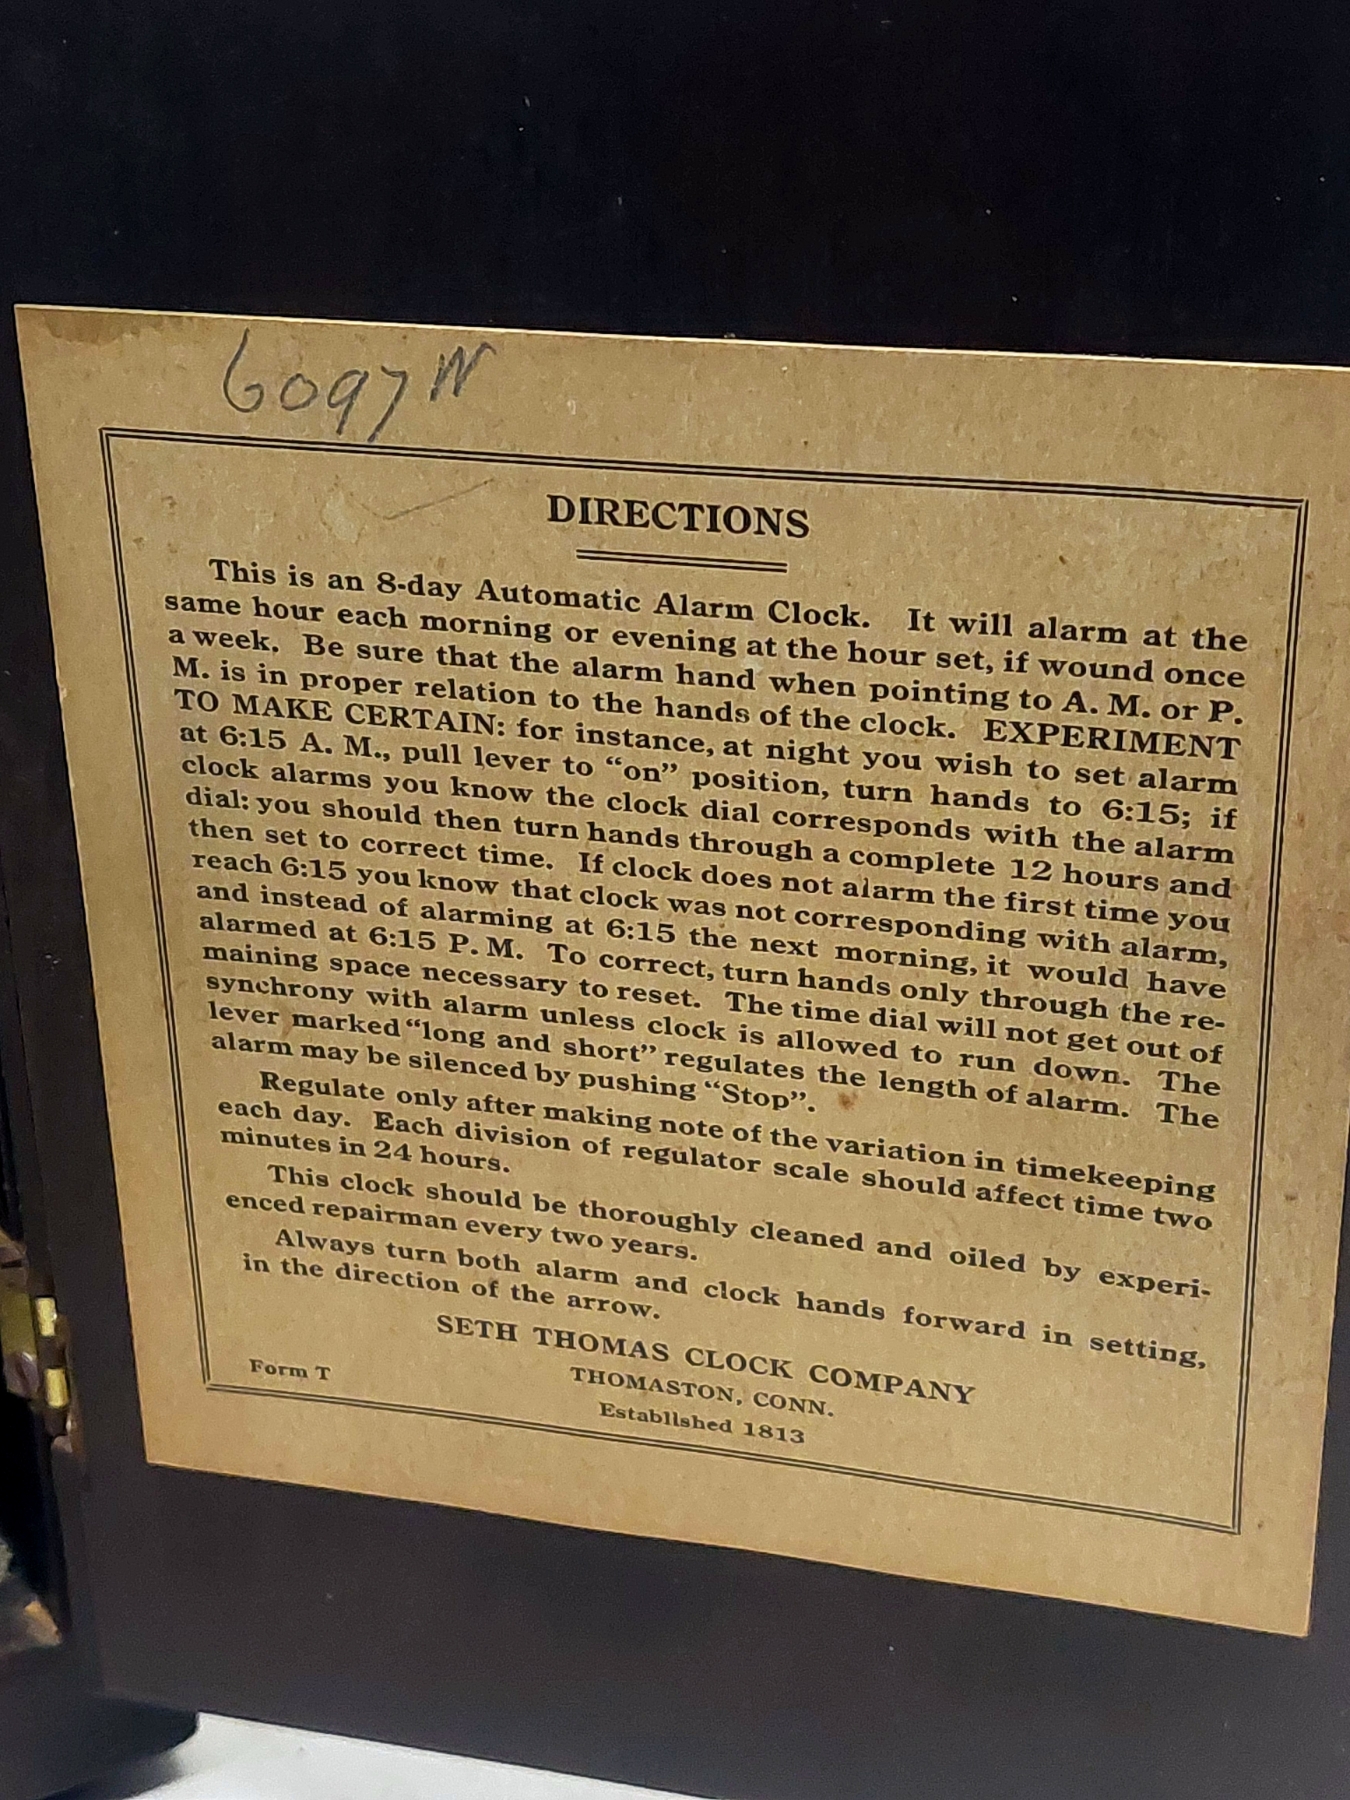 6097 W
DIRECTIONS
This is an 8-day Automatic Alarm Clock. It will alarm at the
same hour each morning or evening at the hour set, if wound once
a week. Be sure that the alarm hand when pointing to A. M. or P.
M. is in proper relation to the hands of the clock. EXPERIMENT
TO MAKE CERTAIN: for instance, at night you wish to set alarm
at 6:15 A. M., pull lever to “on” position, turn hands to 6:15; if
clock alarms you know the clock dial corresponds with the alarm
dial: you should then turn hands through a complete 12 hours and
then set to correct time. If clock does not alarm the first time you
reach 6:15 you know that clock was not corresponding with alarm,
and instead of alarming at 6:15 the next morning, it would have
alarmed at 6:15 P. M. To correct, turn hands only through the re-
maining space necessary to reset. The time dial will not get out of
synchrony with alarm unless clock is allowed to run down. The
lever marked “long and short” regulates the length of alarm. The
alarm may be silenced by pushing “Stop”.
Regulate only after making note of the variation in timekeeping
each day. Each division of regulator scale should affect time two
minutes in 24 hours.
This clock should be thoroughly cleaned and oiled by experi-
enced repairman every two years.
Always turn both alarm and clock hands forward in setting,
in the direction of the arrow.
SETH THOMAS CLOCK COMPANY
Form T THOMASTON, CONN.
Established 1813